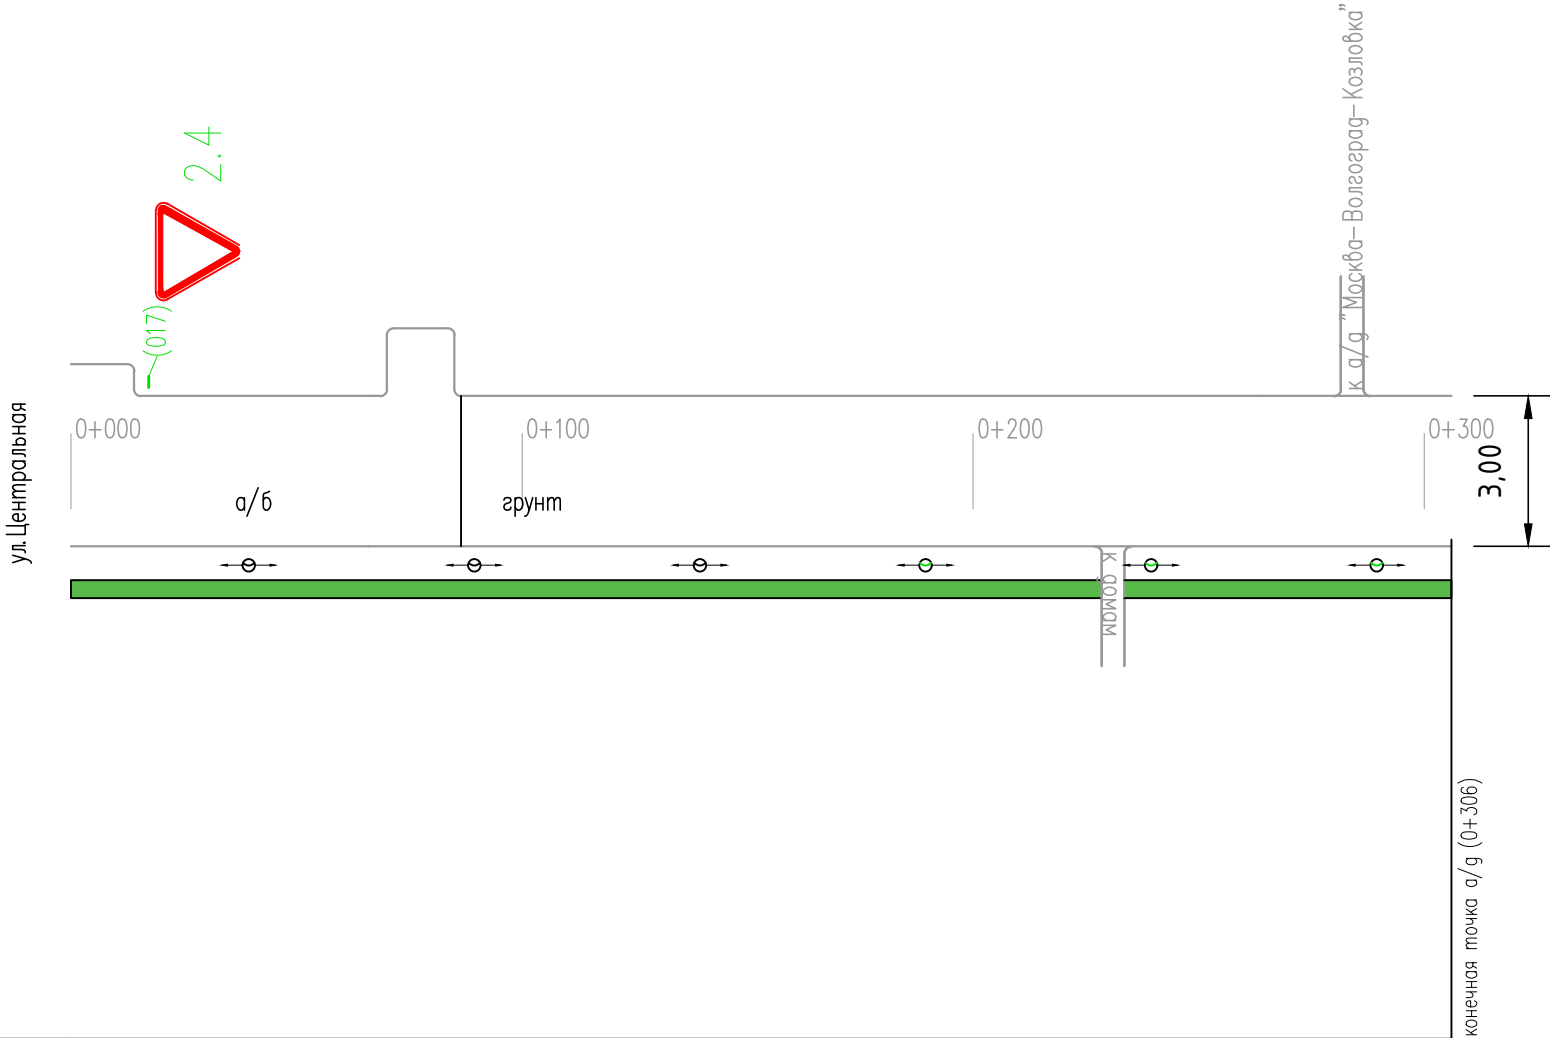 к а/д "Москва-Волгоград-Козловка"
2.4
(017)
ул.Центральная
0+000
0+100
0+200
0+300
3,00
а/б
грунт
к домам
конечная точка а/д (0+306)